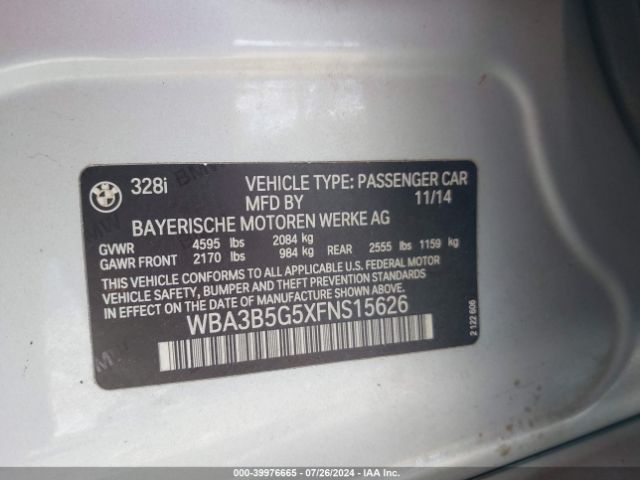 BMW
328i
VEHICLE TYPE: PASSENGER CAR
MFD BY 11/14
BAYERISCHE MOTOREN WERKE AG
GVWR 4595 lbs 2084 kg
GAWR FRONT 2170 lbs 984 kg REAR 2555 lbs 1159 kg
THIS VEHICLE CONFORMS TO ALL APPLICABLE U.S. FEDERAL MOTOR
VEHICLE SAFETY, BUMPER AND THEFT PREVENTION STANDARDS
IN EFFECT ON THE DATE OF MANUFACTURE SHOWN ABOVE.
WBA3B5G5XFNS15626
2 122 606
000-39976665 - 07/26/2024 - IAA Inc.